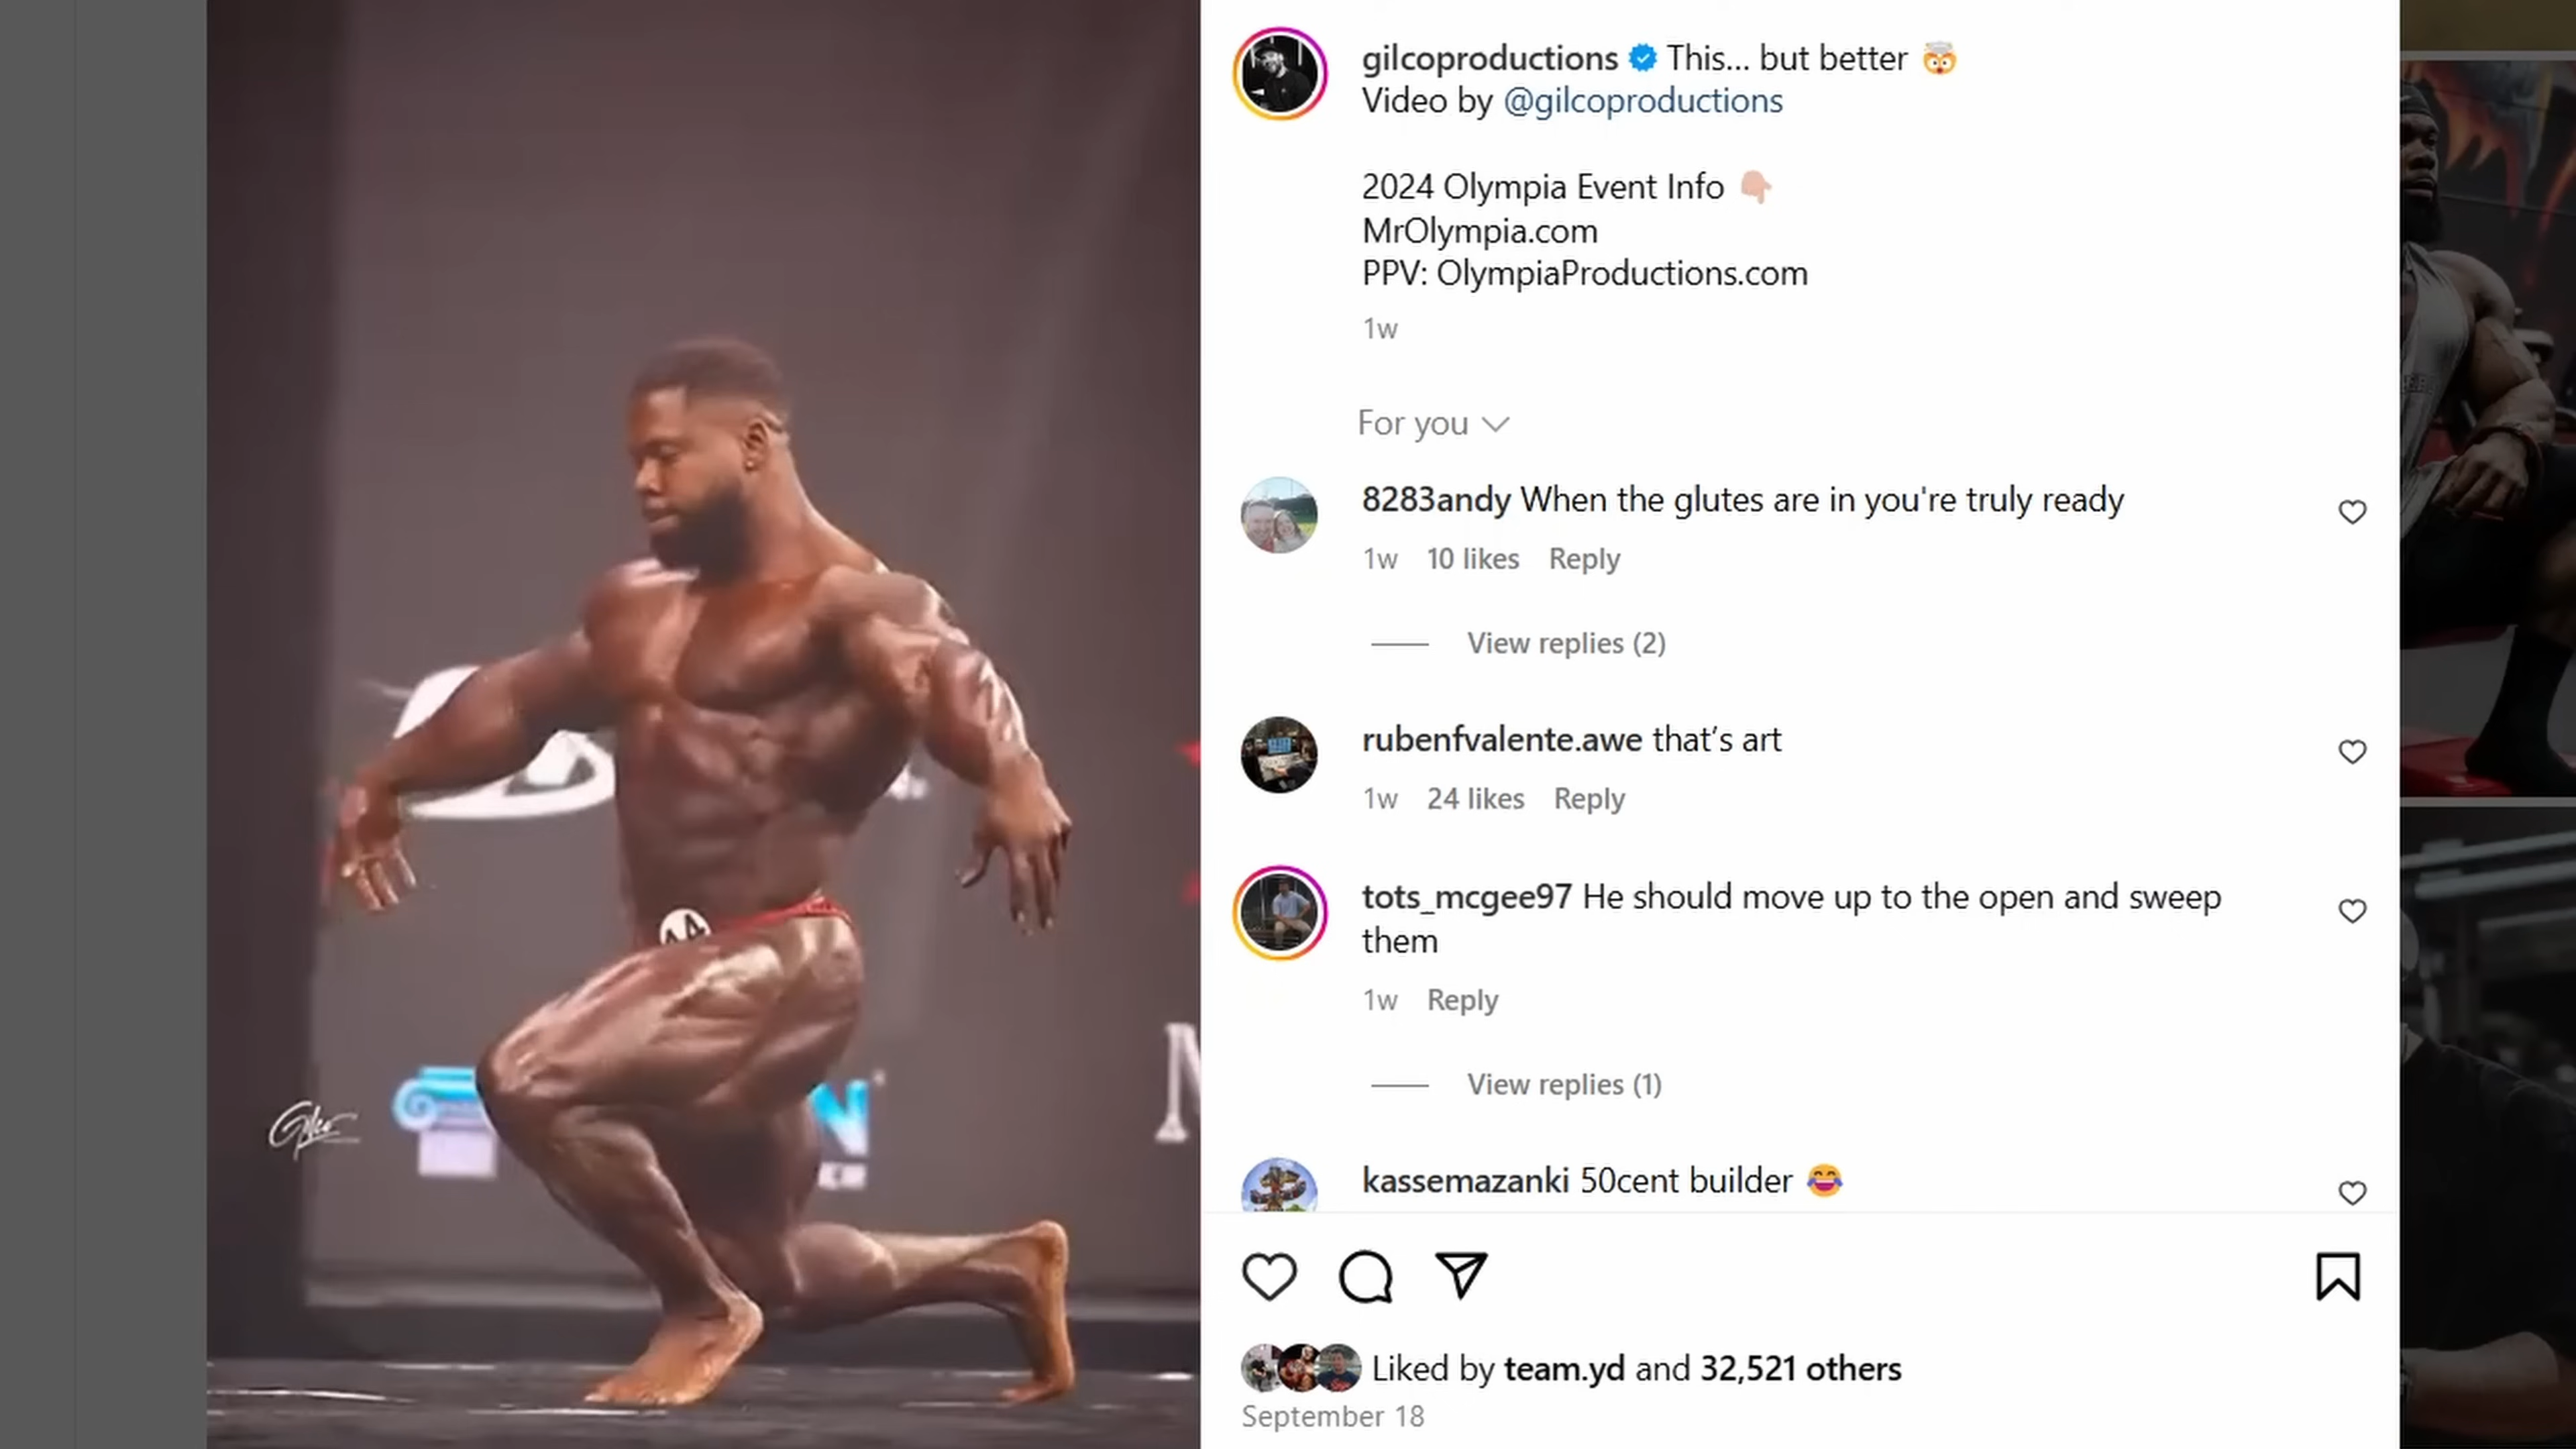 gilcoproductions This... but better 🤯
Video by @gilcoproductions
2024 Olympia Event Info 👇🏻
MrOlympia.com
PPV: OlympiaProductions.com
1w
For you
8283andy When the glutes are in you're truly ready
1w 10 likes Reply
View replies (2)
rubenfvalente.awe that’s art
1w 24 likes Reply
tots_mcgee97 He should move up to the open and sweep
them
1w Reply
View replies (1)
kassemazanki 50cent builder 😂
Liked by team.yd and 32,521 others
September 18